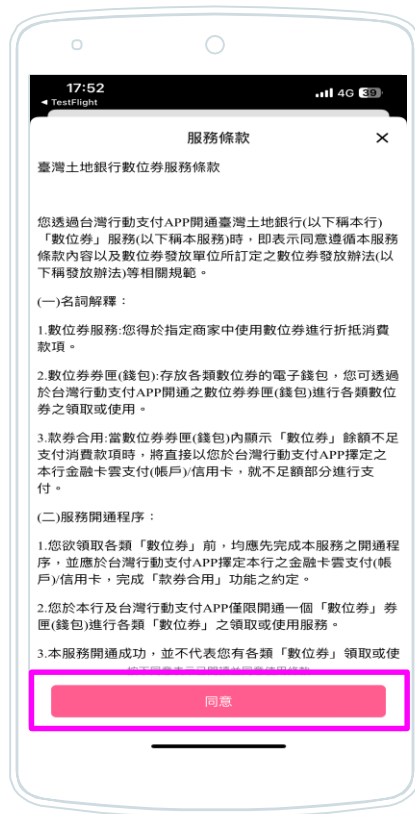 17:52
4G 39
◄ TestFlight
服務條款 ×
臺灣土地銀行數位券服務條款
您透過台灣行動支付APP開通臺灣土地銀行(以下稱本行)
「數位券」服務(以下稱本服務)時，即表示同意遵循本服務
條款內容以及數位券發放單位所訂定之數位券發放辦法(以
下稱發放辦法)等相關規範。
(一)名詞解釋：
1.數位券服務:您得於指定商家中使用數位券進行折抵消費
款項。
2.數位券券匣(錢包):存放各類數位券的電子錢包，您可透過
於台灣行動支付APP開通之數位券券匣(錢包)進行各類數位
券之領取或使用。
3.款券合用:當數位券券匣(錢包)內顯示「數位券」餘額不足
支付消費款項時，將直接以您於台灣行動支付APP擇定之
本行金融卡雲支付(帳戶)/信用卡，就不足額部分進行支
付。
(二)服務開通程序：
1.您欲領取各類「數位券」前，均應先完成本服務之開通程
序，並應於台灣行動支付APP擇定本行之金融卡雲支付(帳
戶)/信用卡，完成「款券合用」功能之約定。
2.您於本行及台灣行動支付APP僅限開通一個「數位券」券
匣(錢包)進行各類「數位券」之領取或使用服務。
3.本服務開通成功，並不代表您有各類「數位券」領取或使
同意